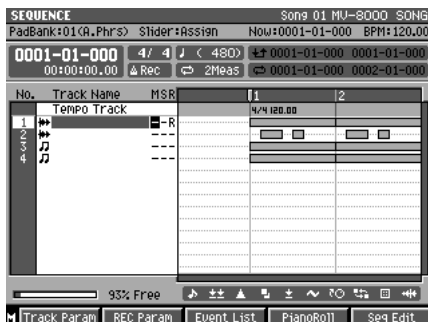 SEQUENCE Song 01 MV-8000 SONG
PadBank:01(A.Phrs) Slider:Assign Now:0001-01-000 BPM:120.00
0001-01-000 4/ 4 ( 480) 0001-01-000 0001-01-000
00:00:00.00 Rec 2Meas 0001-01-000 0002-01-000
No. Track Name MSR 1 2
Tempo Track 4/4 120.00
1 --R
2 ---
3 ---
4 ---
93% Free
M Track Param REC Param Event List PianoRoll Seq Edit